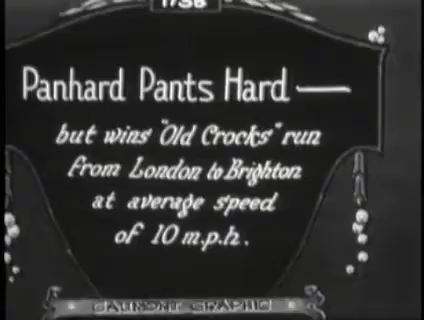 1738
Panhard Pants Hard —
but wins "Old Crocks" run
from London to Brighton
at average speed
of 10 m.p.h.
GAUMONT GRAPHIC